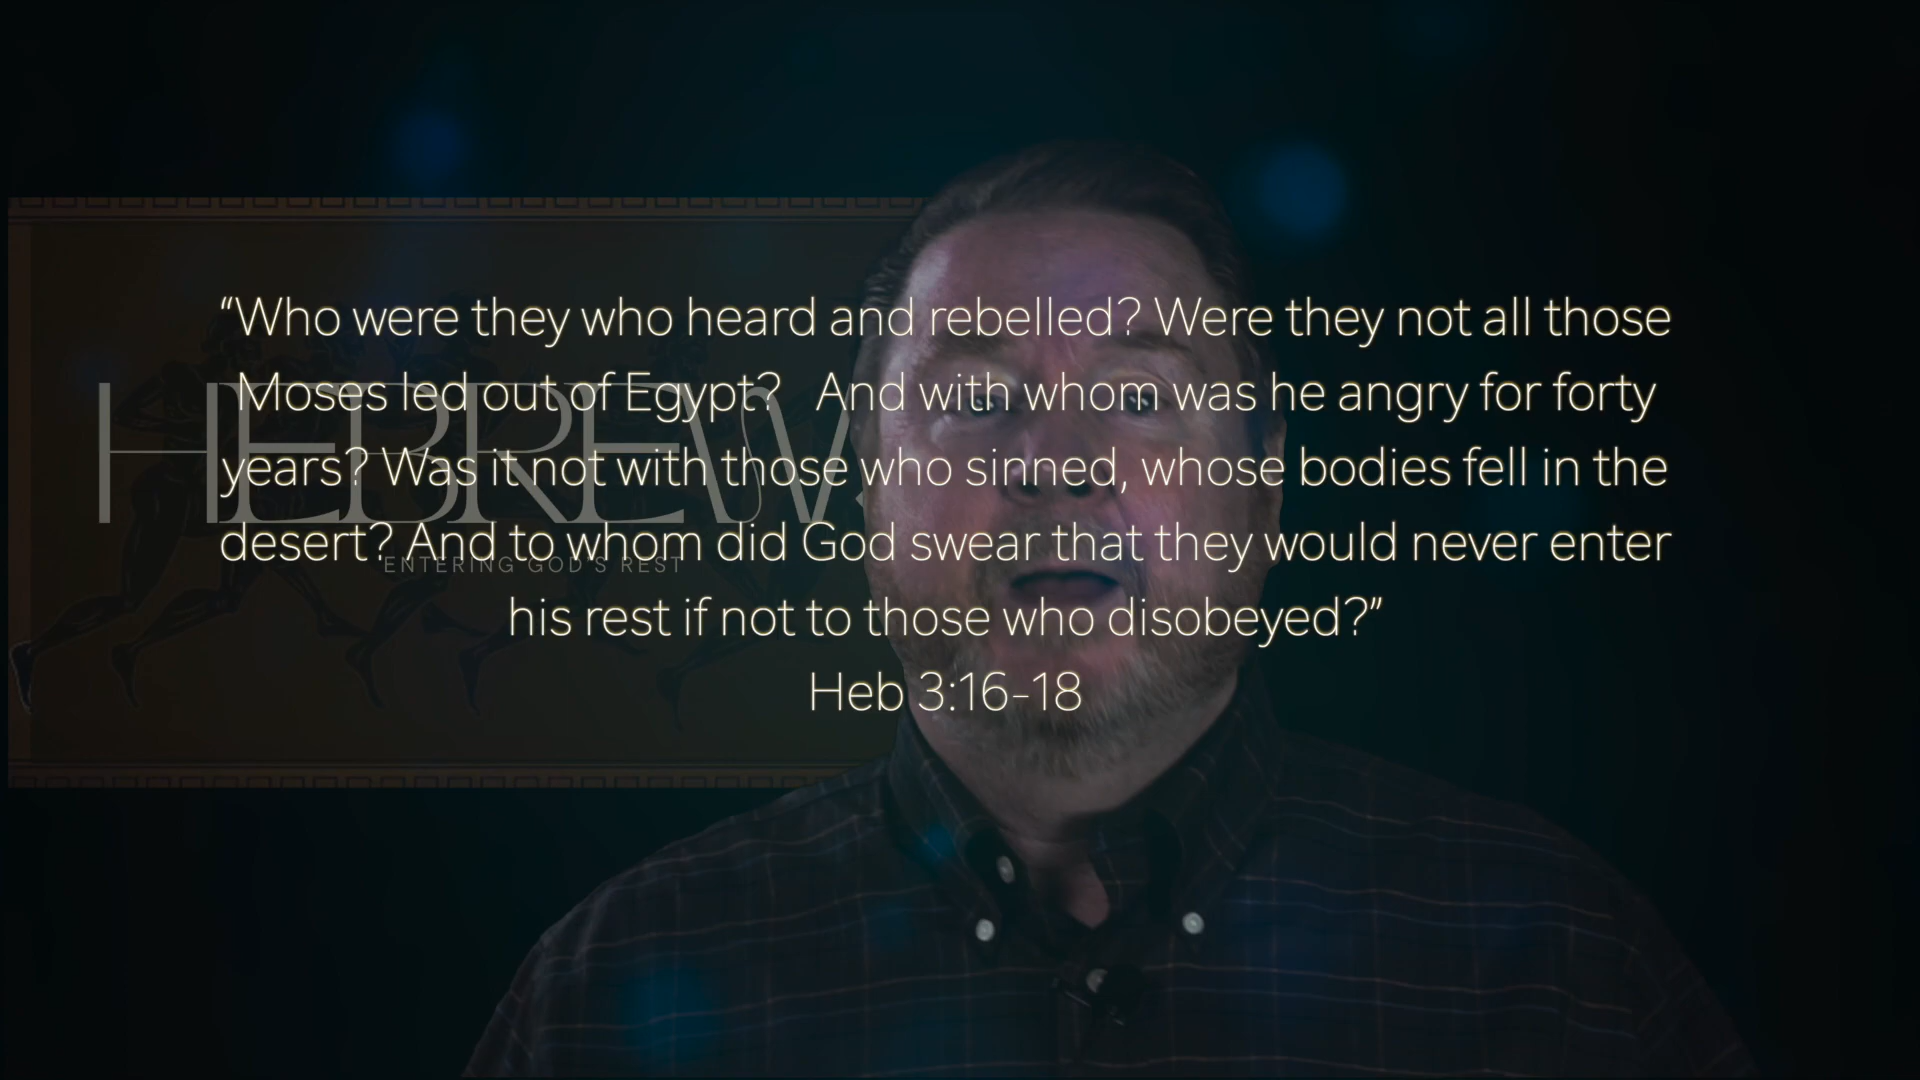 “Who were they who heard and rebelled? Were they not all those
Moses led out of Egypt? And with whom was he angry for forty
years? Was it not with those who sinned, whose bodies fell in the
desert? And to whom did God swear that they would never enter
his rest if not to those who disobeyed?”
Heb 3:16-18
HEBREWS
ENTERING GOD'S REST